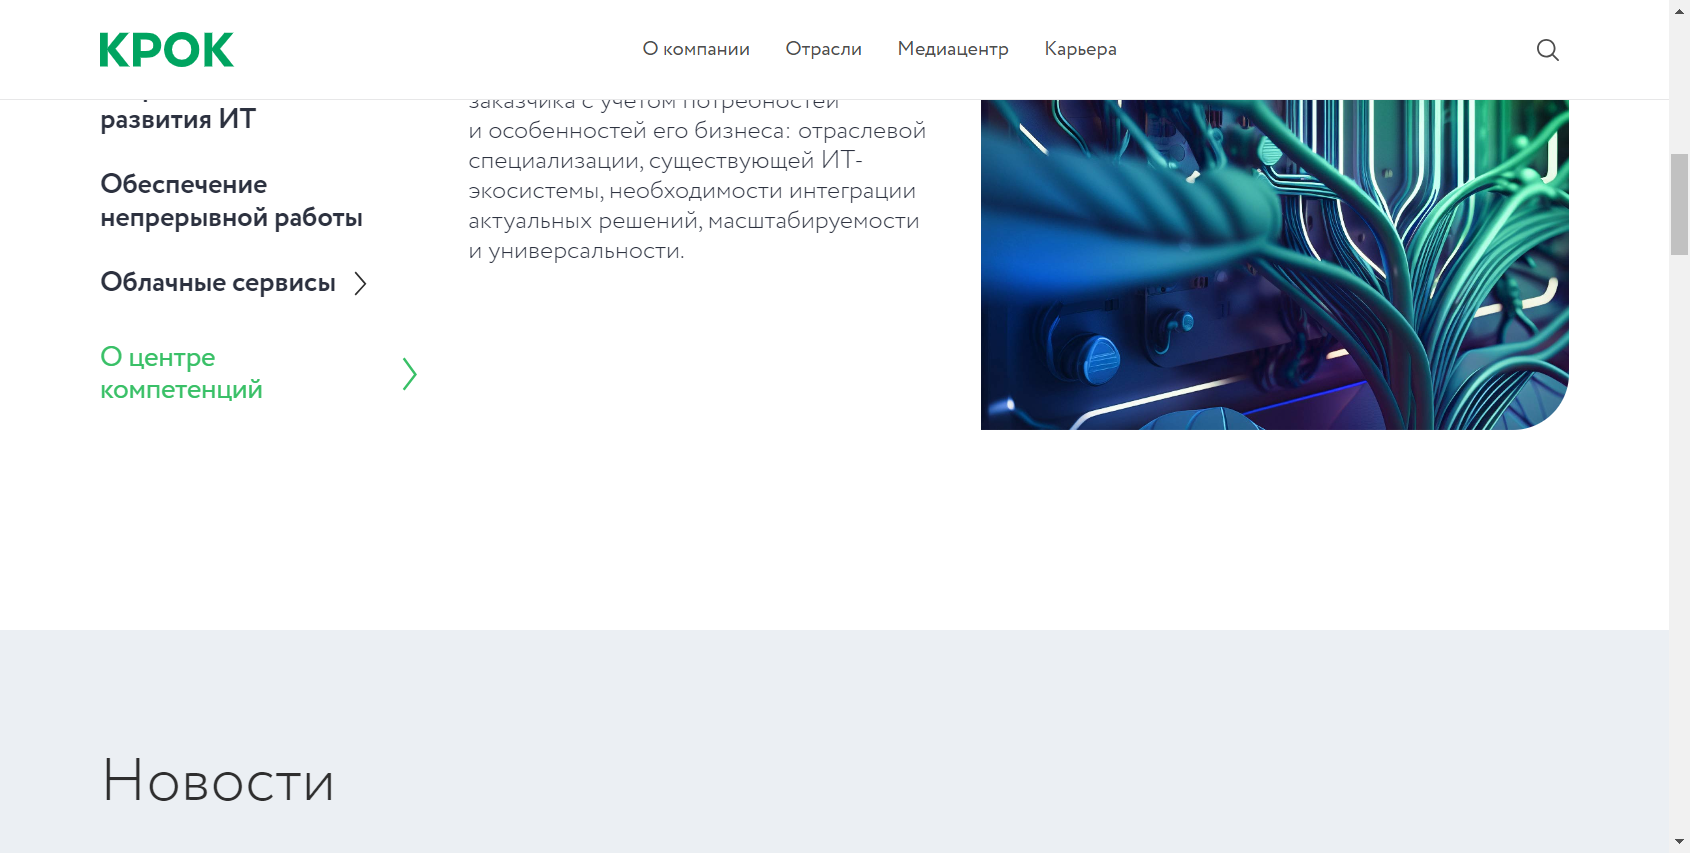 КРОК
О компании
Отрасли
Медиацентр
Карьера
развития ИТ
Обеспечение
непрерывной работы
Облачные сервисы
О центре
компетенций
заказчика с учетом потребностей
и особенностей его бизнеса: отраслевой
специализации, существующей ИТ-
экосистемы, необходимости интеграции
актуальных решений, масштабируемости
и универсальности.
Новости